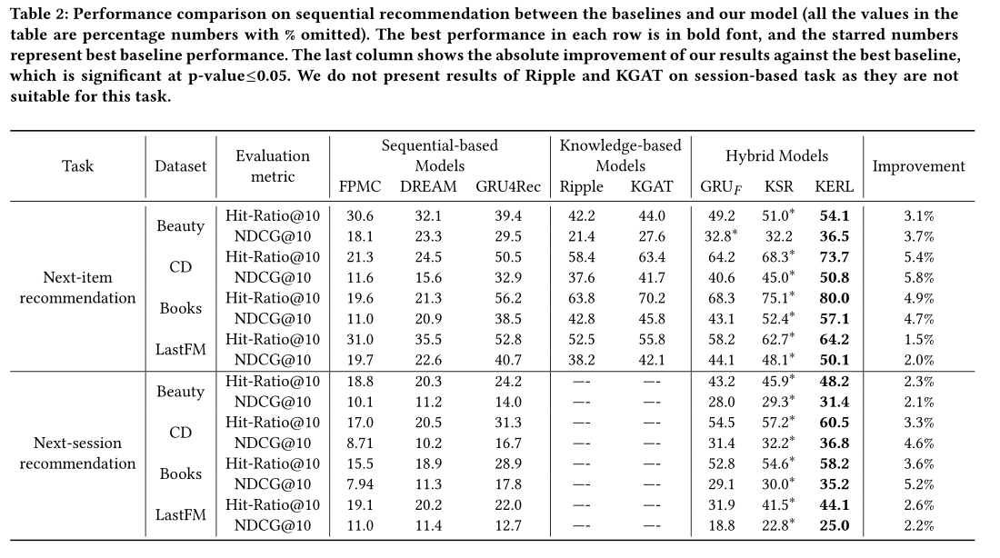 Table 2: Performance comparison on sequential recommendation between the baselines and our model (all the values in the
table are percentage numbers with % omitted). The best performance in each row is in bold font, and the starred numbers
represent best baseline performance. The last column shows the absolute improvement of our results against the best baseline,
which is significant at p-value≤0.05. We do not present results of Ripple and KGAT on session-based task as they are not
suitable for this task.
Task Dataset Evaluation metric Sequential-based Models Knowledge-based Models Hybrid Models Improvement
FPMC DREAM GRU4Rec Ripple KGAT GRU_F KSR KERL
Next-item recommendation
Beauty
Hit-Ratio@10 30.6 32.1 39.4 42.2 44.0 49.2 51.0* 54.1 3.1%
NDCG@10 18.1 23.3 29.5 21.4 27.6 32.8* 32.2 36.5 3.7%
CD
Hit-Ratio@10 21.3 24.5 50.5 58.4 63.4 64.2 68.3* 73.7 5.4%
NDCG@10 11.6 15.6 32.9 37.6 41.7 40.6 45.0* 50.8 5.8%
Books
Hit-Ratio@10 19.6 21.3 56.2 63.8 70.2 68.3 75.1* 80.0 4.9%
NDCG@10 11.0 20.9 38.5 42.8 45.8 43.1 52.4* 57.1 4.7%
LastFM
Hit-Ratio@10 31.0 35.5 52.8 52.5 55.8 58.2 62.7* 64.2 1.5%
NDCG@10 19.7 22.6 40.7 38.2 42.1 44.1 48.1* 50.1 2.0%
Next-session recommendation
Beauty
Hit-Ratio@10 18.8 20.3 24.2 —- —- 43.2 45.9* 48.2 2.3%
NDCG@10 10.1 11.2 14.0 —- —- 28.0 29.3* 31.4 2.1%
CD
Hit-Ratio@10 17.0 20.5 31.3 —- —- 54.5 57.2* 60.5 3.3%
NDCG@10 8.71 10.2 16.7 —- —- 31.4 32.2* 36.8 4.6%
Books
Hit-Ratio@10 15.5 18.9 28.9 —- —- 52.8 54.6* 58.2 3.6%
NDCG@10 7.94 11.3 17.8 —- —- 29.1 30.0* 35.2 5.2%
LastFM
Hit-Ratio@10 19.1 20.2 22.0 —- —- 31.9 41.5* 44.1 2.6%
NDCG@10 11.0 11.4 12.7 —- —- 18.8 22.8* 25.0 2.2%